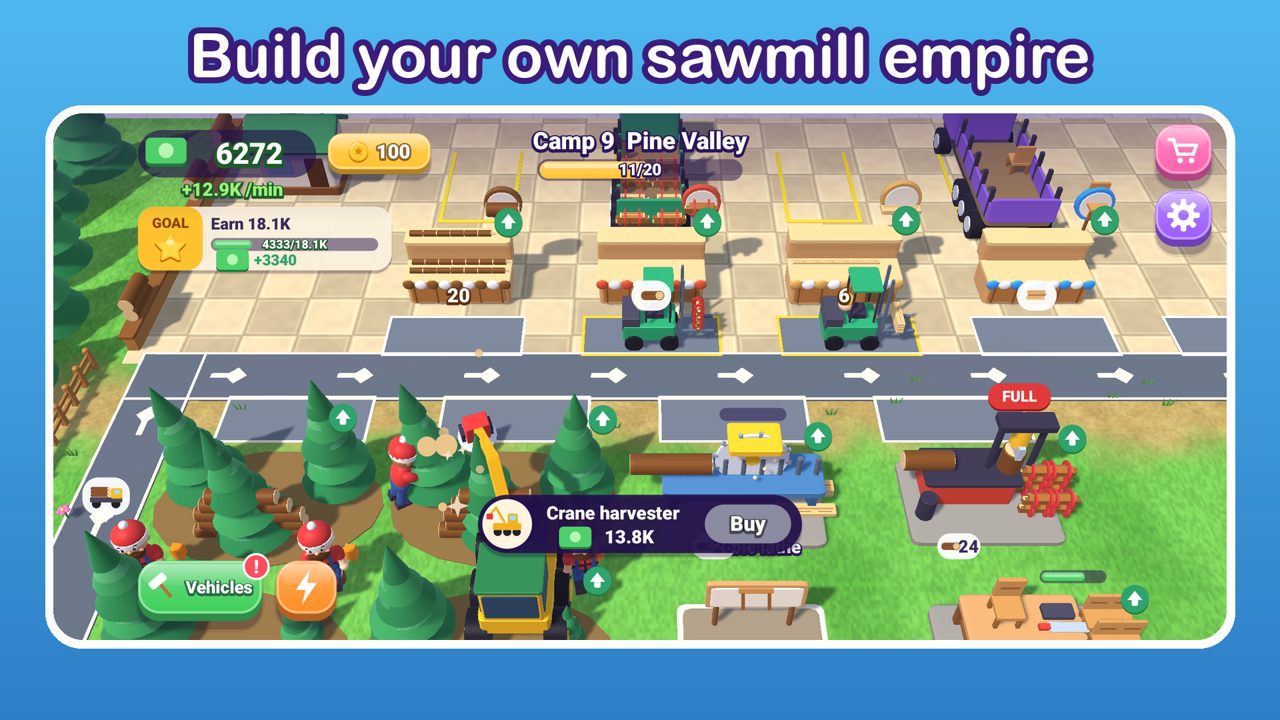 Build your own sawmill empire
6272
100
+12.9K /min
Camp 9 Pine Valley
11/20
GOAL
Earn 18.1K
4333/18.1K
+3340
20
6
FULL
Crane harvester
13.8K
Buy
24
Vehicles
!